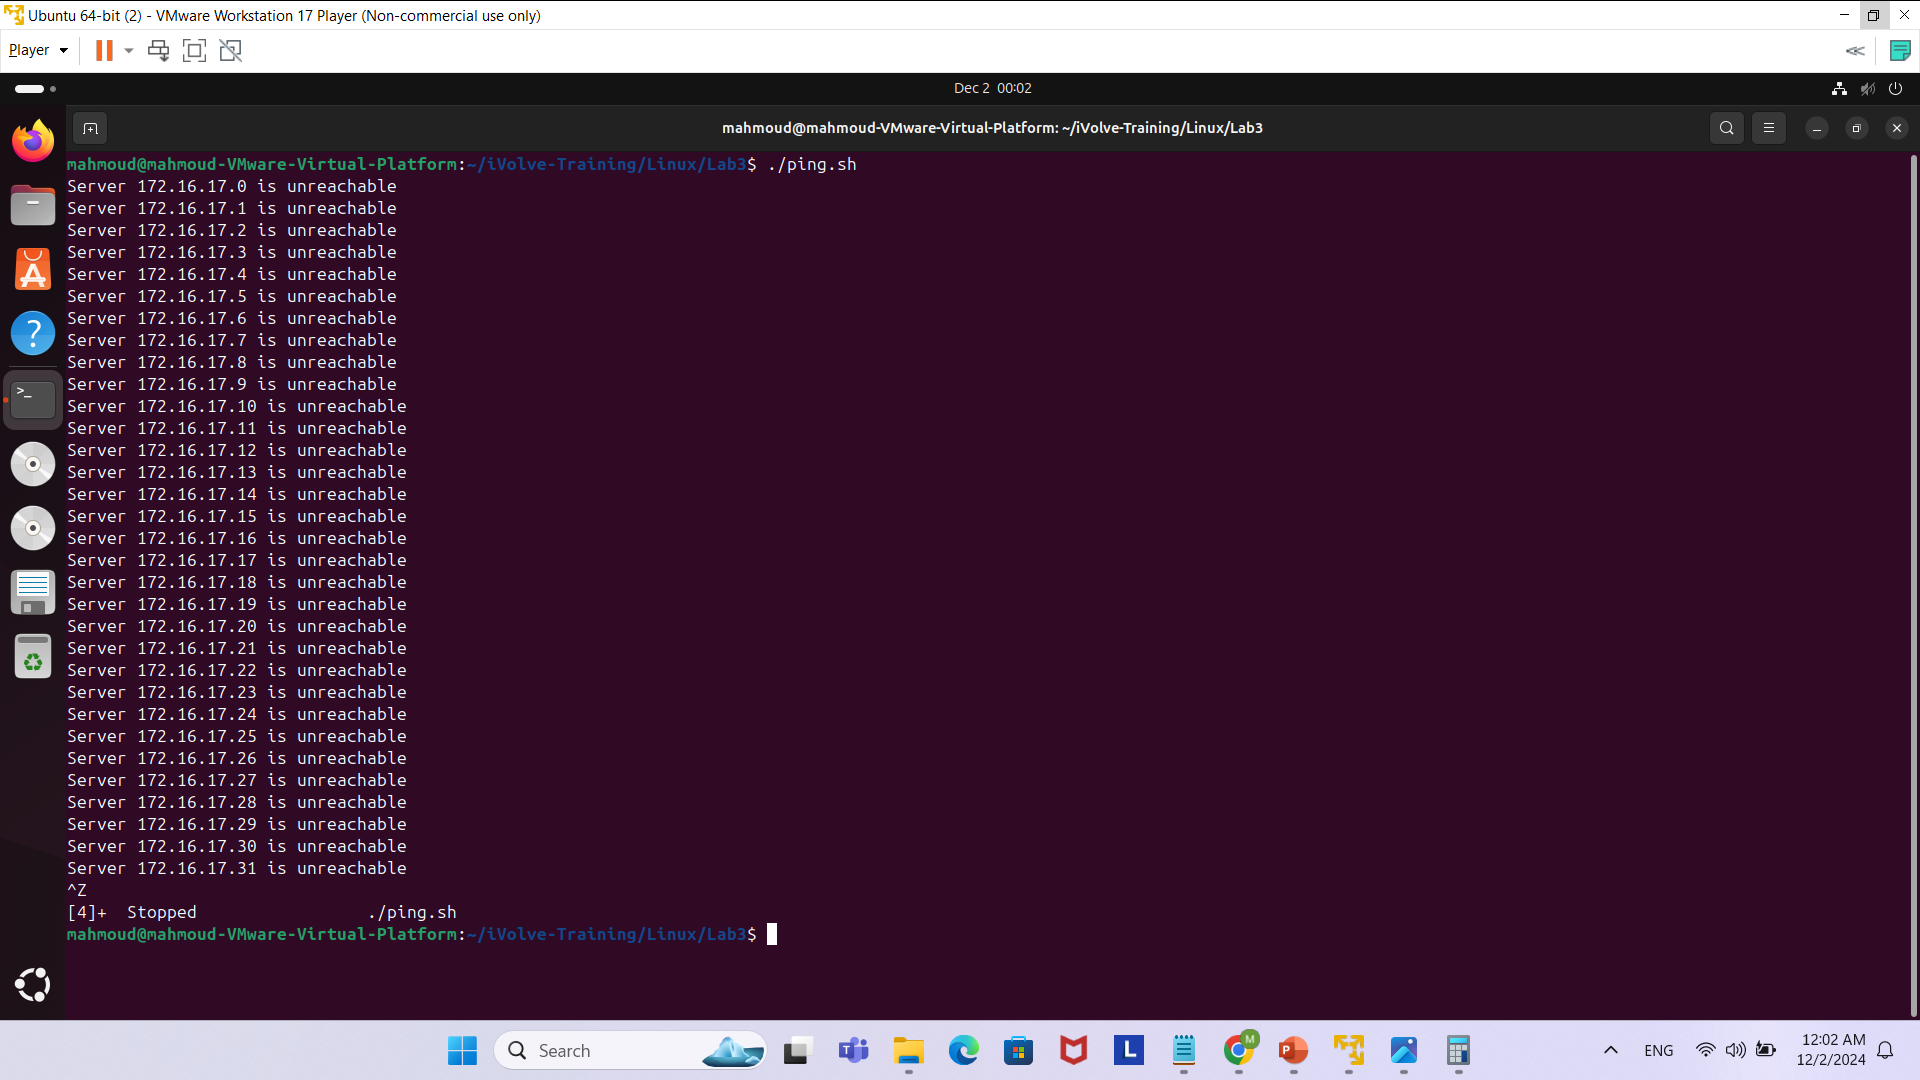 Ubuntu 64-bit (2) - VMware Workstation 17 Player (Non-commercial use only)
Player
Dec 2 00:02
mahmoud@mahmoud-VMware-Virtual-Platform: ~/iVolve-Training/Linux/Lab3
mahmoud@mahmoud-VMware-Virtual-Platform:~/iVolve-Training/Linux/Lab3$ ./ping.sh
Server 172.16.17.0 is unreachable
Server 172.16.17.1 is unreachable
Server 172.16.17.2 is unreachable
Server 172.16.17.3 is unreachable
Server 172.16.17.4 is unreachable
Server 172.16.17.5 is unreachable
Server 172.16.17.6 is unreachable
Server 172.16.17.7 is unreachable
Server 172.16.17.8 is unreachable
Server 172.16.17.9 is unreachable
Server 172.16.17.10 is unreachable
Server 172.16.17.11 is unreachable
Server 172.16.17.12 is unreachable
Server 172.16.17.13 is unreachable
Server 172.16.17.14 is unreachable
Server 172.16.17.15 is unreachable
Server 172.16.17.16 is unreachable
Server 172.16.17.17 is unreachable
Server 172.16.17.18 is unreachable
Server 172.16.17.19 is unreachable
Server 172.16.17.20 is unreachable
Server 172.16.17.21 is unreachable
Server 172.16.17.22 is unreachable
Server 172.16.17.23 is unreachable
Server 172.16.17.24 is unreachable
Server 172.16.17.25 is unreachable
Server 172.16.17.26 is unreachable
Server 172.16.17.27 is unreachable
Server 172.16.17.28 is unreachable
Server 172.16.17.29 is unreachable
Server 172.16.17.30 is unreachable
Server 172.16.17.31 is unreachable
^Z
[4]+  Stopped                 ./ping.sh
mahmoud@mahmoud-VMware-Virtual-Platform:~/iVolve-Training/Linux/Lab3$
Search
ENG
12:02 AM
12/2/2024